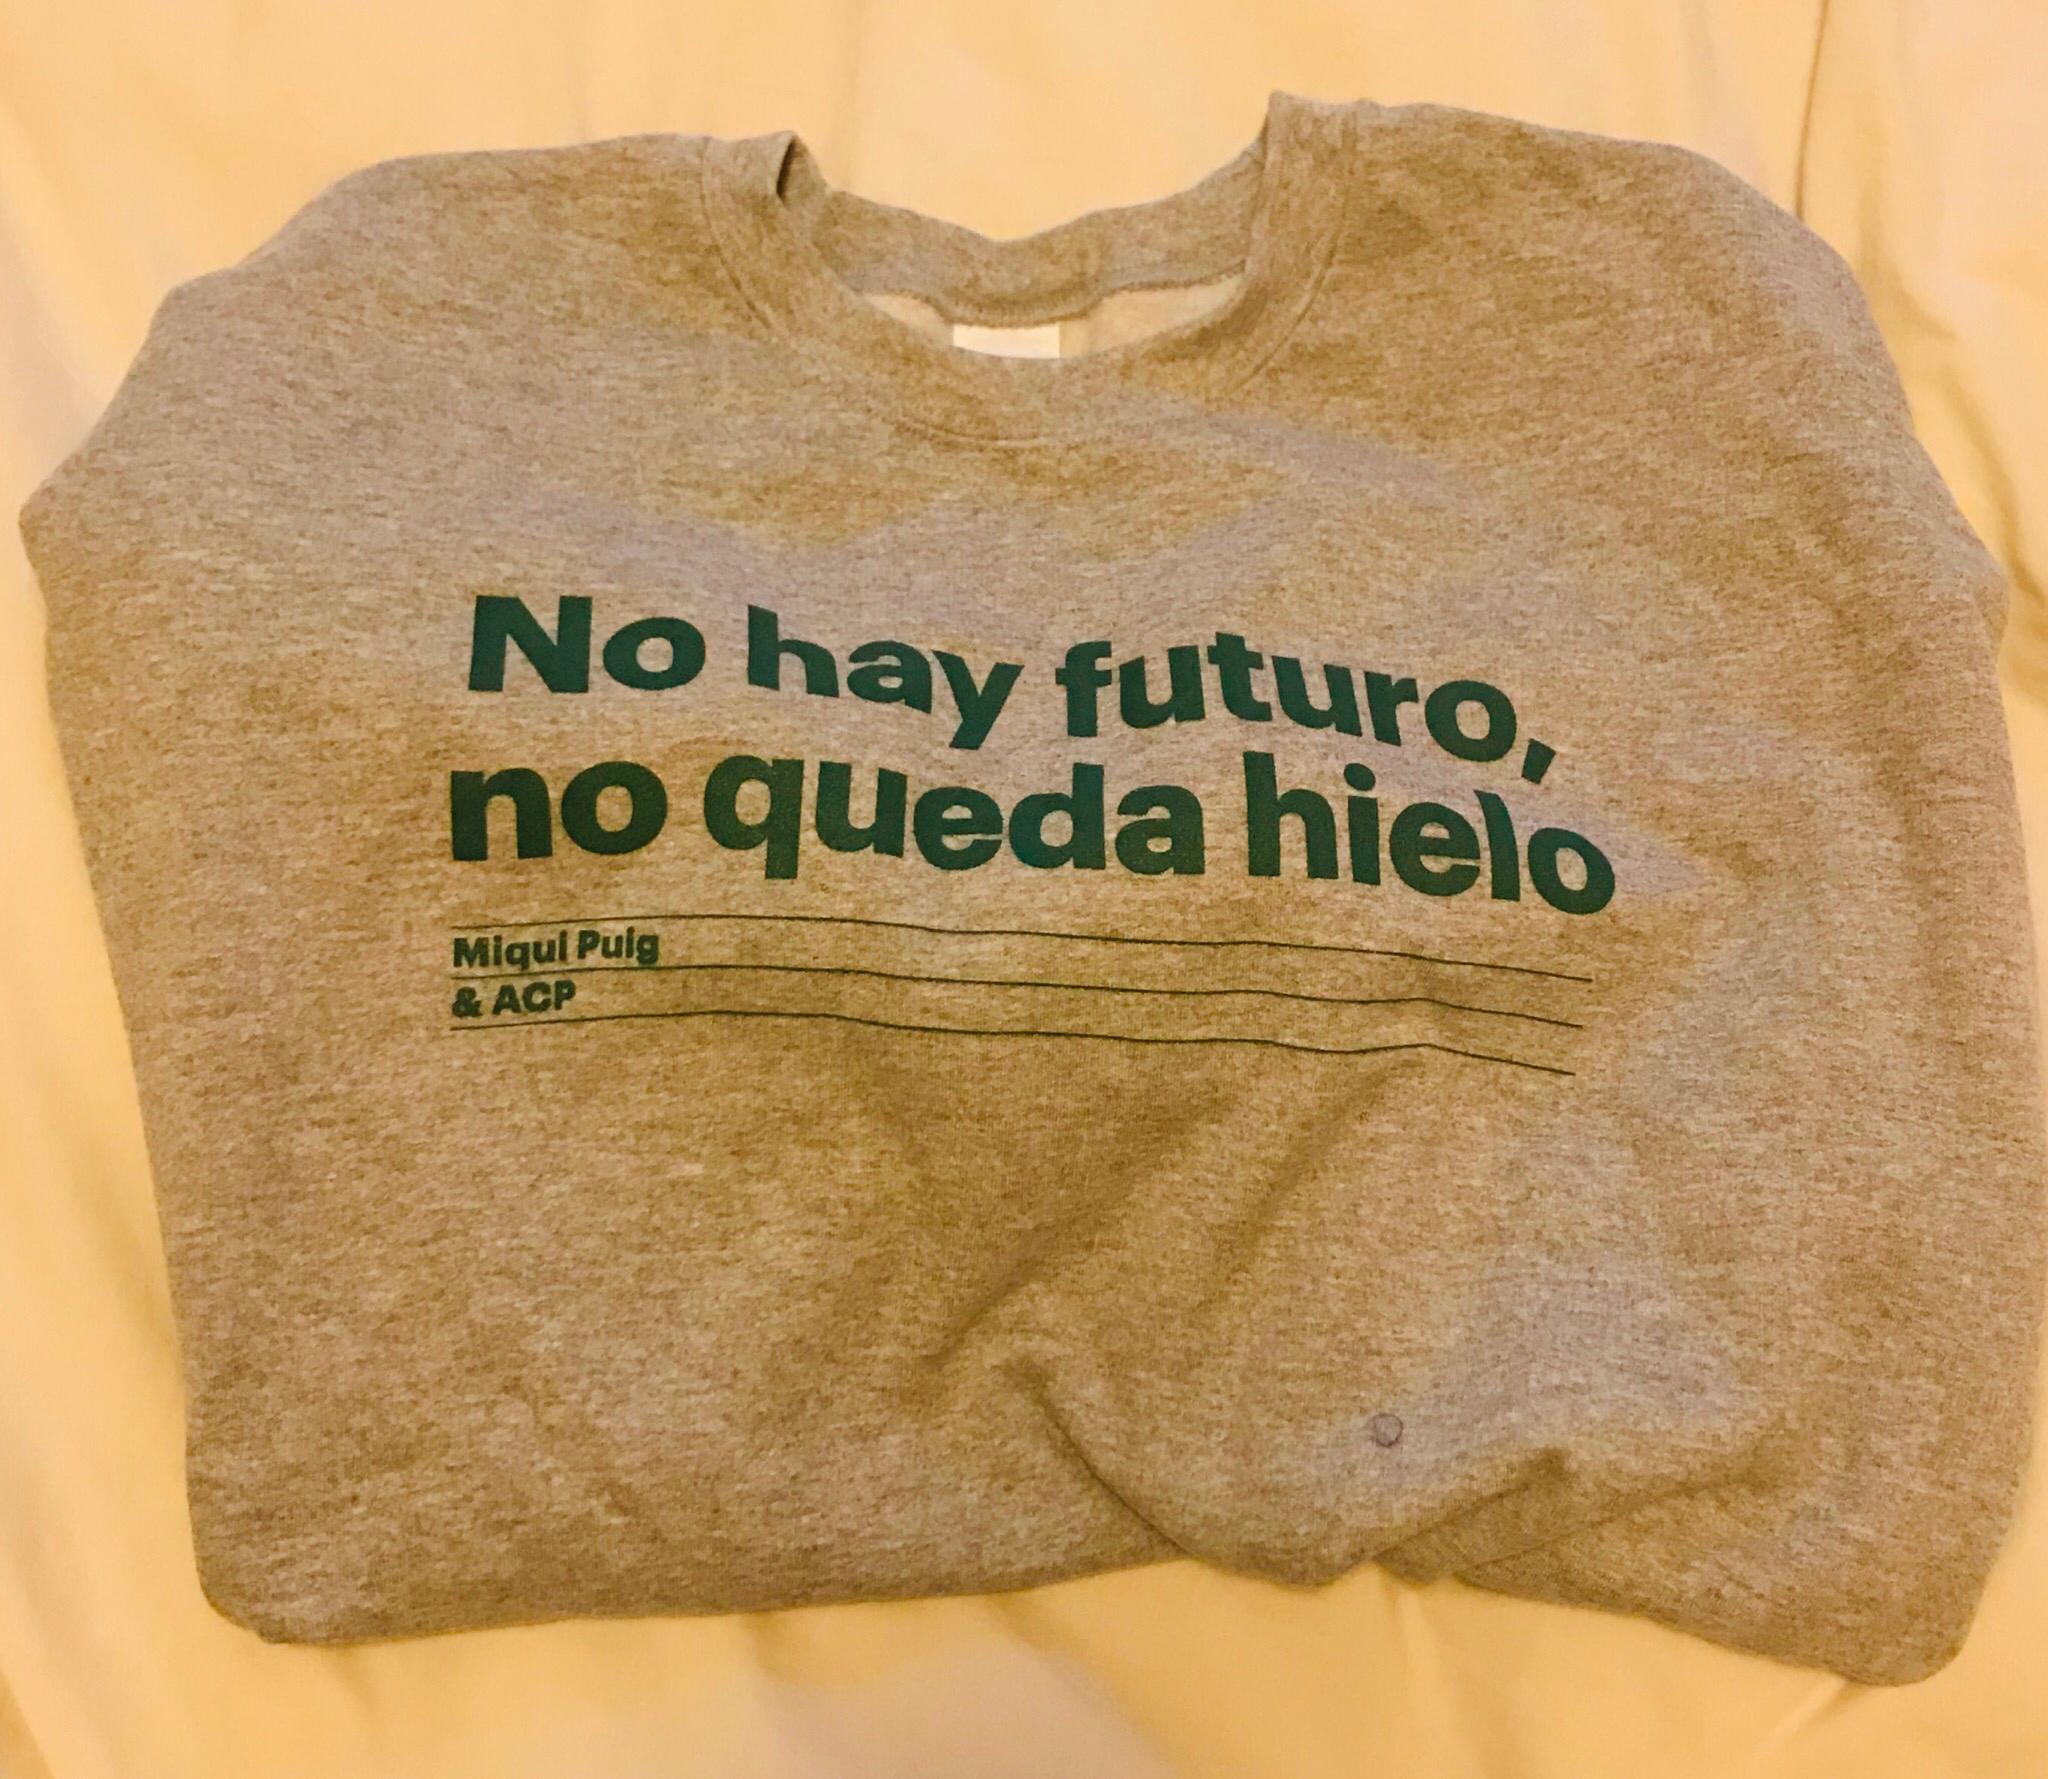 No hay futuro,
no queda hielo
Miqui Puig
& ACP